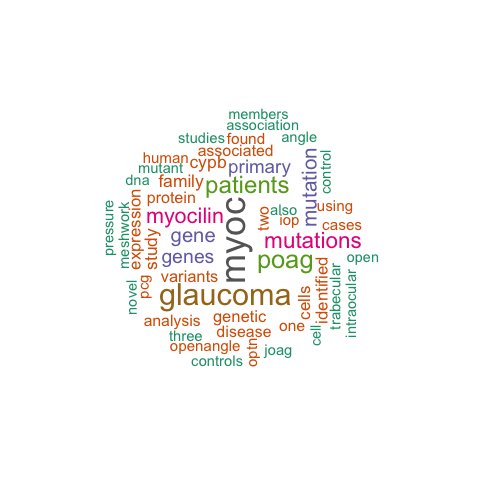 members
association
studies found angle
associated
human cypb primary
mutant
dna family patients mutation control
protein
myocilin myoc two also using
iop
gene cases
pressure meshwork expression study
genes mutations
poag open
variants
novel pcg glaucoma cells identified trabecular intraocular
analysis genetic
three disease one cell
openangle optn joag
controls